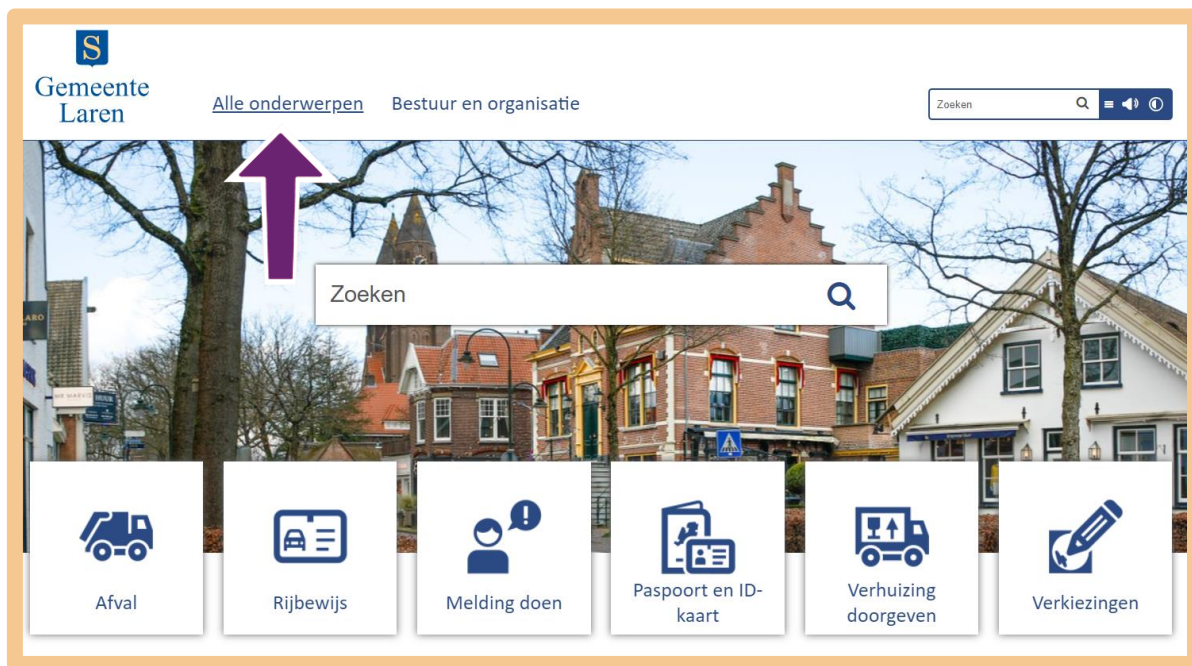 S
Gemeente
Laren
Alle onderwerpen
Bestuur en organisatie
Zoeken
Zoeken
Afval
Rijbewijs
Melding doen
Paspoort en ID-
kaart
Verhuizing
doorgeven
Verkiezingen